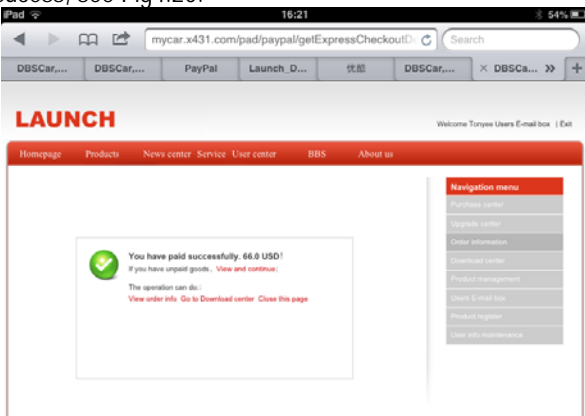 iPad 16:21 54%
mycar.x431.com/pad/paypal/getExpressCheckoutD Search
DBSCar,... DBSCar,... PayPal Launch_D... 优酷 DBSCar,... × DBSCa... +
LAUNCH
Welcome Tonyee Users E-mail box | Exit
Homepage Products News center Service User center BBS About us
Navigation menu
Purchase center
Upgrade center
Order information
Download center
Product management
Users E-mail box
Product register
User info maintenance
You have paid successfully. 66.0 USD!
If you have unpaid goods, View and continue;
The operation can do:
View order info Go to Download center Close this page